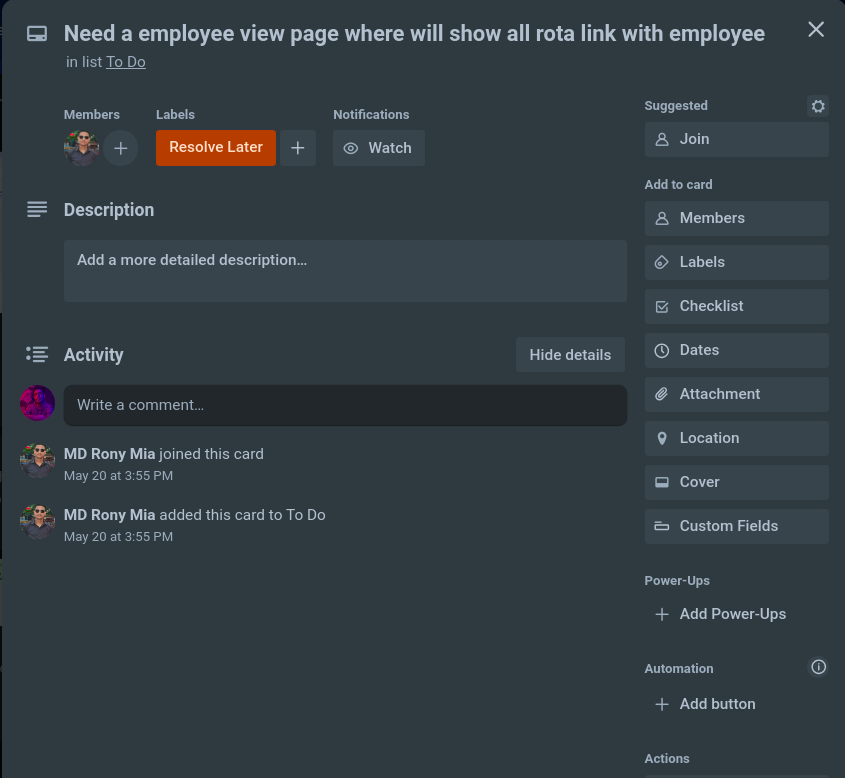 Need a employee view page where will show all rota link with employee
in list To Do
Members
Labels
Notifications
Resolve Later
Watch
Description
Add a more detailed description…
Activity
Hide details
Write a comment…
MD Rony Mia joined this card
May 20 at 3:55 PM
MD Rony Mia added this card to To Do
May 20 at 3:55 PM
Suggested
Join
Add to card
Members
Labels
Checklist
Dates
Attachment
Location
Cover
Custom Fields
Power-Ups
Add Power-Ups
Automation
Add button
Actions